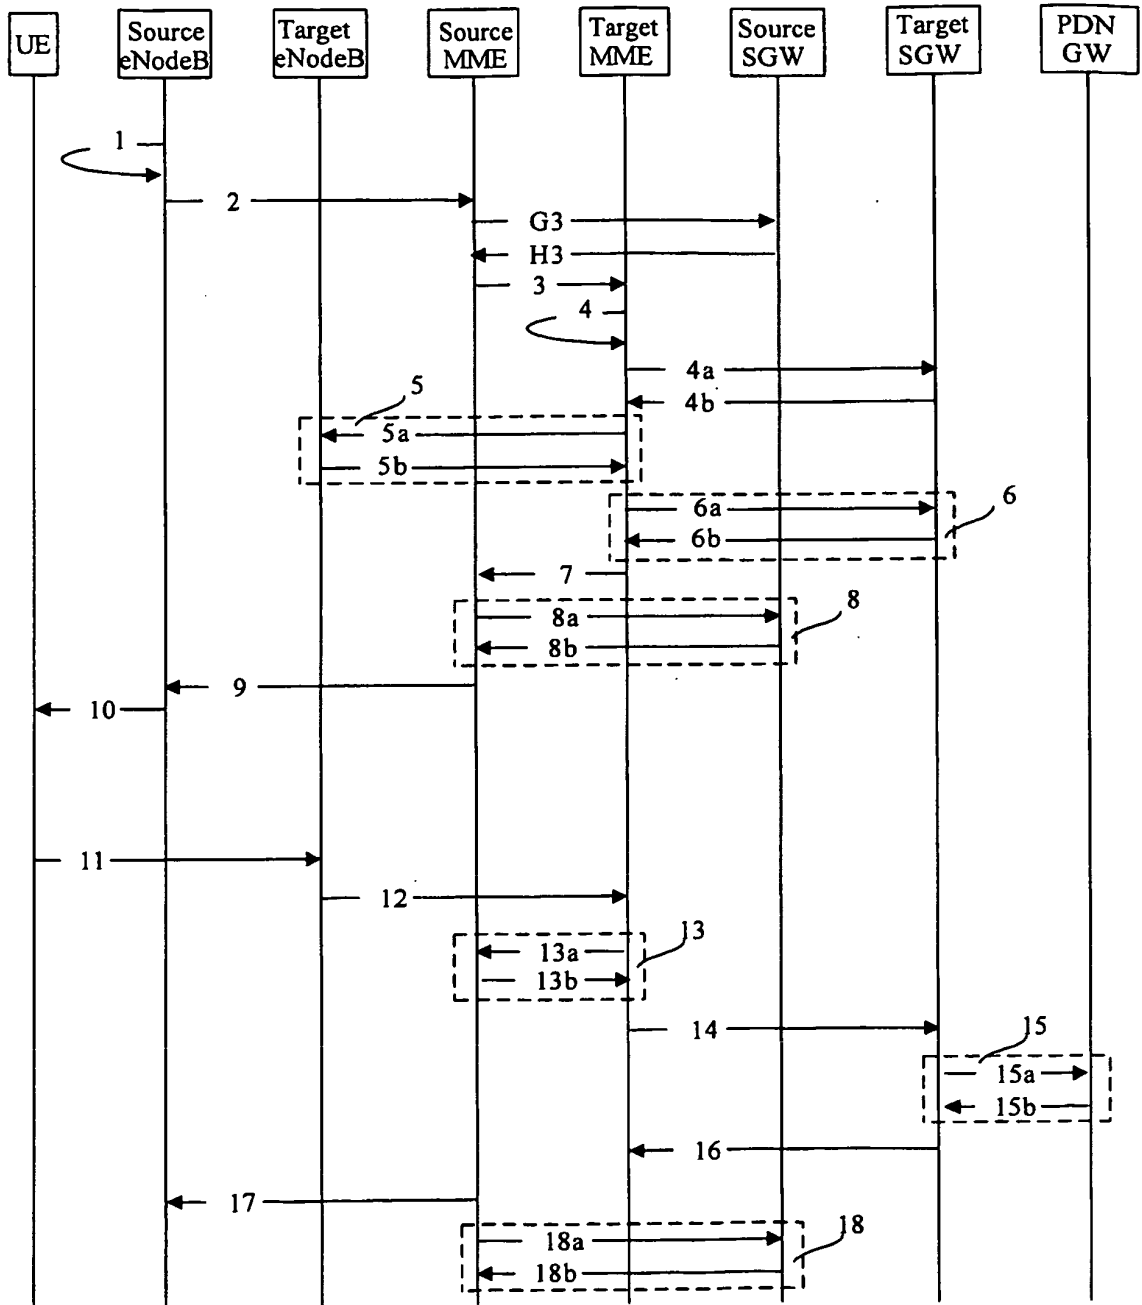 UE
Source
eNodeB
Target
eNodeB
Source
MME
Target
MME
Source
SGW
Target
SGW
PDN
GW
1
2
G3
H3
3
4
4a
4b
5
5a
5b
6
6a
6b
7
8
8a
8b
9
10
11
12
13
13a
13b
14
15
15a
15b
16
17
18
18a
18b